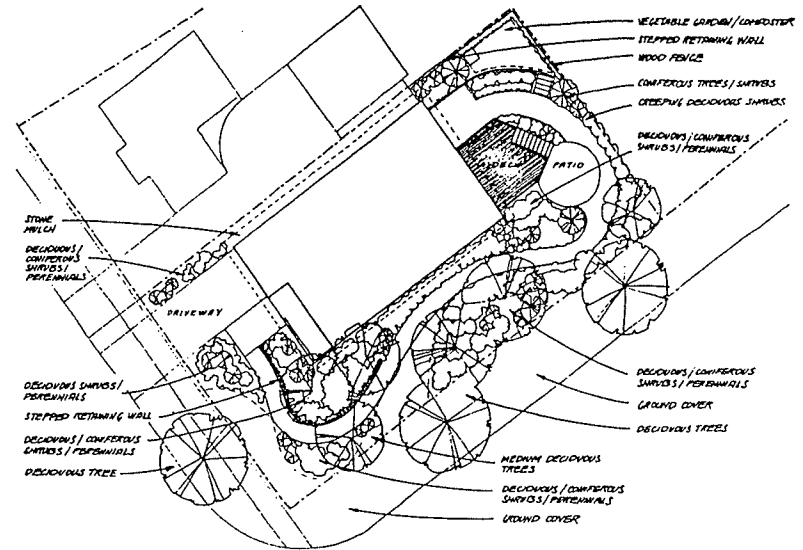 VEGETABLE GARDEN/COMPOSTER
STEPPED RETAINING WALL
WOOD FENCE
CONIFEROUS TREES/SHRUBS
CREEPING DECIDUOUS SHRUBS
DECIDUOUS/CONIFEROUS
SHRUBS/PERENNIALS
DECK
PATIO
STONE
MULCH
DECIDUOUS/
CONIFEROUS
SHRUBS/
PERENNIALS
DRIVEWAY
DECIDUOUS SHRUBS/
PERENNIALS
STEPPED RETAINING WALL
DECIDUOUS/CONIFEROUS
SHRUBS/PERENNIALS
DECIDUOUS TREE
DECIDUOUS/CONIFEROUS
SHRUBS/PERENNIALS
GROUND COVER
DECIDUOUS TREES
MEDIUM DECIDUOUS
TREES
DECIDUOUS/CONIFEROUS
SHRUBS/PERENNIALS
GROUND COVER